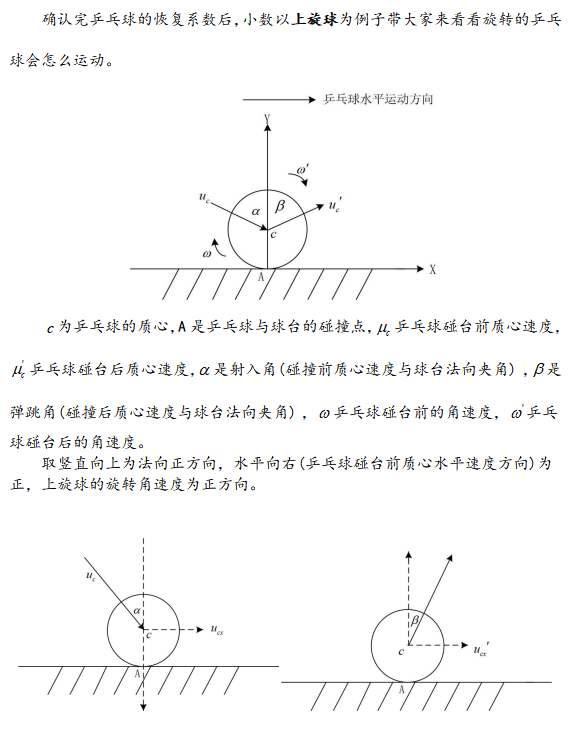 确认完乒乓球的恢复系数后,小数以上旋球为例子带大家来看看旋转的乒乓
球会怎么运动。
乒乓球水平运动方向
Y
ω'
u_c α β u_c'
c
ω
A X
c为乒乓球的质心,A是乒乓球与球台的碰撞点,μ_c乒乓球碰台前质心速度,
μ_c'乒乓球碰台后质心速度,α是射入角(碰撞前质心速度与球台法向夹角),β是
弹跳角(碰撞后质心速度与球台法向夹角),ω乒乓球碰台前的角速度,ω'乒乓
球碰台后的角速度。
取竖直向上为法向正方向,水平向右(乒乓球碰台前质心水平速度方向)为
正,上旋球的旋转角速度为正方向。
u_c
α
c u_cx
A
β
c u_cx'
A